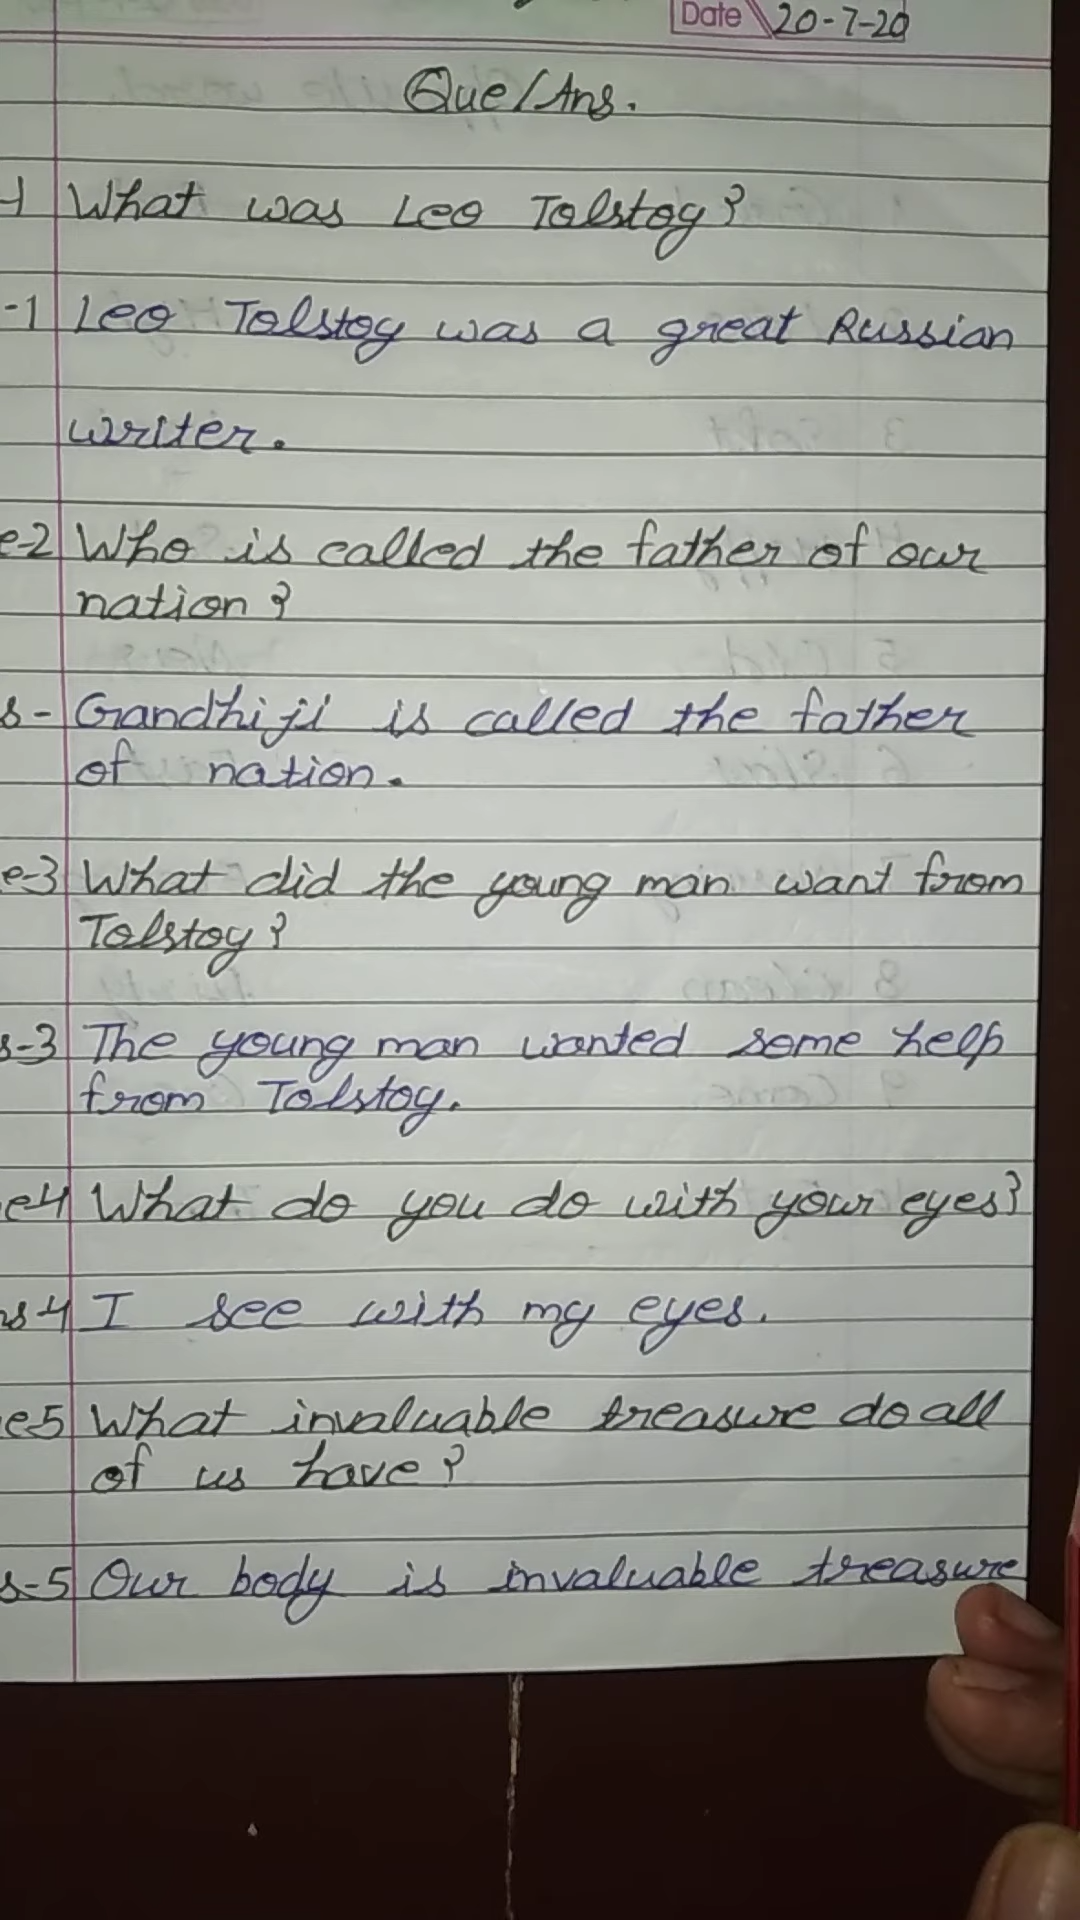 Date 20-7-20
Que/Ans.
-1 What was Leo Tolstoy?
-1 Leo Tolstoy was a great Russian
writer.
e-2 Who is called the father of our
nation?
s- Gandhiji is called the father
of nation.
e-3 What did the young man want from
Tolstoy?
s-3 The young man wanted some help
from Tolstoy.
e4 What do you do with your eyes?
ns4 I see with my eyes.
e5 What invaluable treasure do all
of us have?
s-5 Our body is invaluable treasure